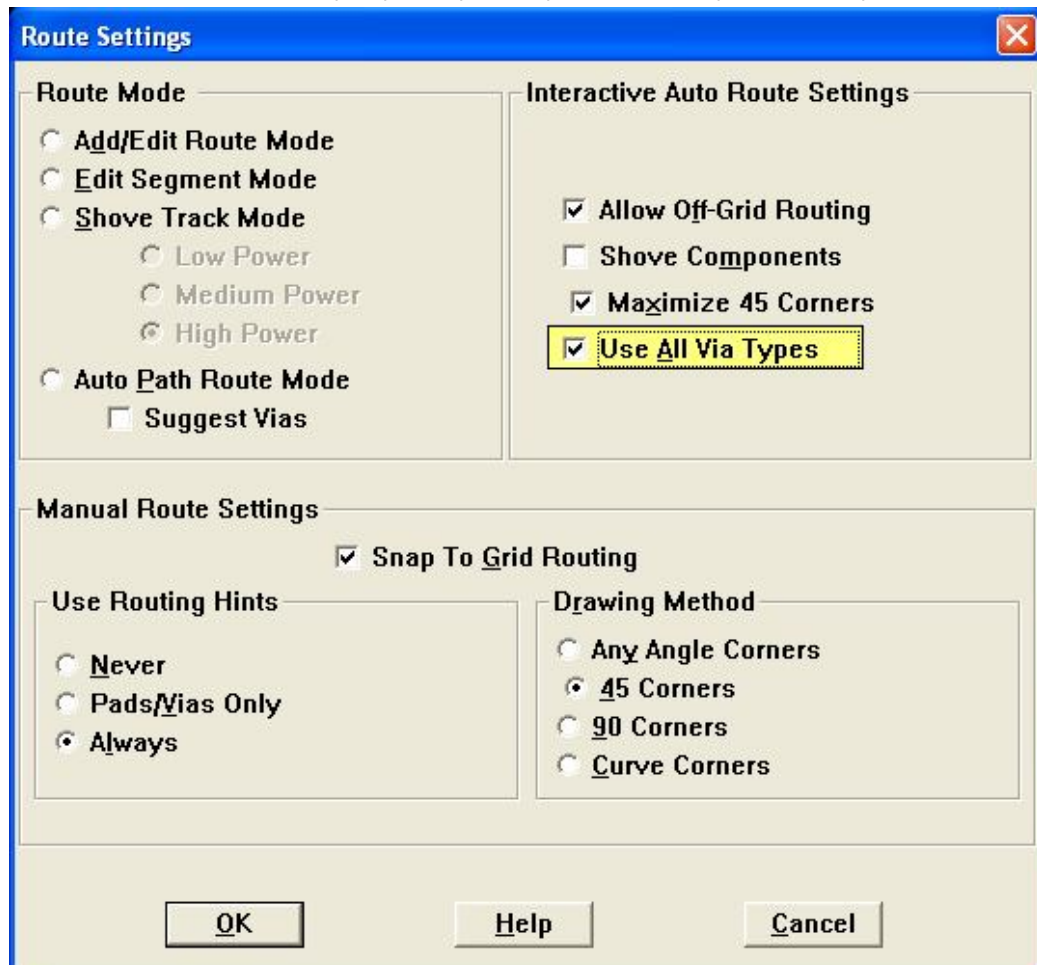 Route Settings
Route Mode
Add/Edit Route Mode
Edit Segment Mode
Shove Track Mode
Low Power
Medium Power
High Power
Auto Path Route Mode
Suggest Vias
Interactive Auto Route Settings
Allow Off-Grid Routing
Shove Components
Maximize 45 Corners
Use All Via Types
Manual Route Settings
Snap To Grid Routing
Use Routing Hints
Never
Pads/Vias Only
Always
Drawing Method
Any Angle Corners
45 Corners
90 Corners
Curve Corners
OK
Help
Cancel